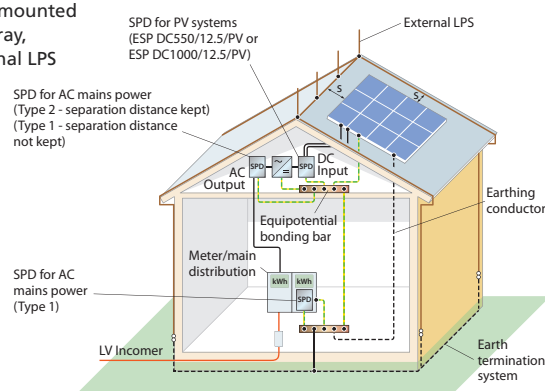 mounted
ray,
nal LPS
SPD for PV systems
(ESP DC550/12.5/PV or
ESP DC1000/12.5/PV)
External LPS
SPD for AC mains power
(Type 2 - separation distance kept)
(Type 1 - separation distance
not kept)
S
S
SPD
SPD
AC
Output
DC
Input
Equipotential
bonding bar
Earthing
conductor
Meter/main
distribution
kWh
kWh
SPD
SPD for AC
mains power
(Type 1)
LV Incomer
Earth
termination
system